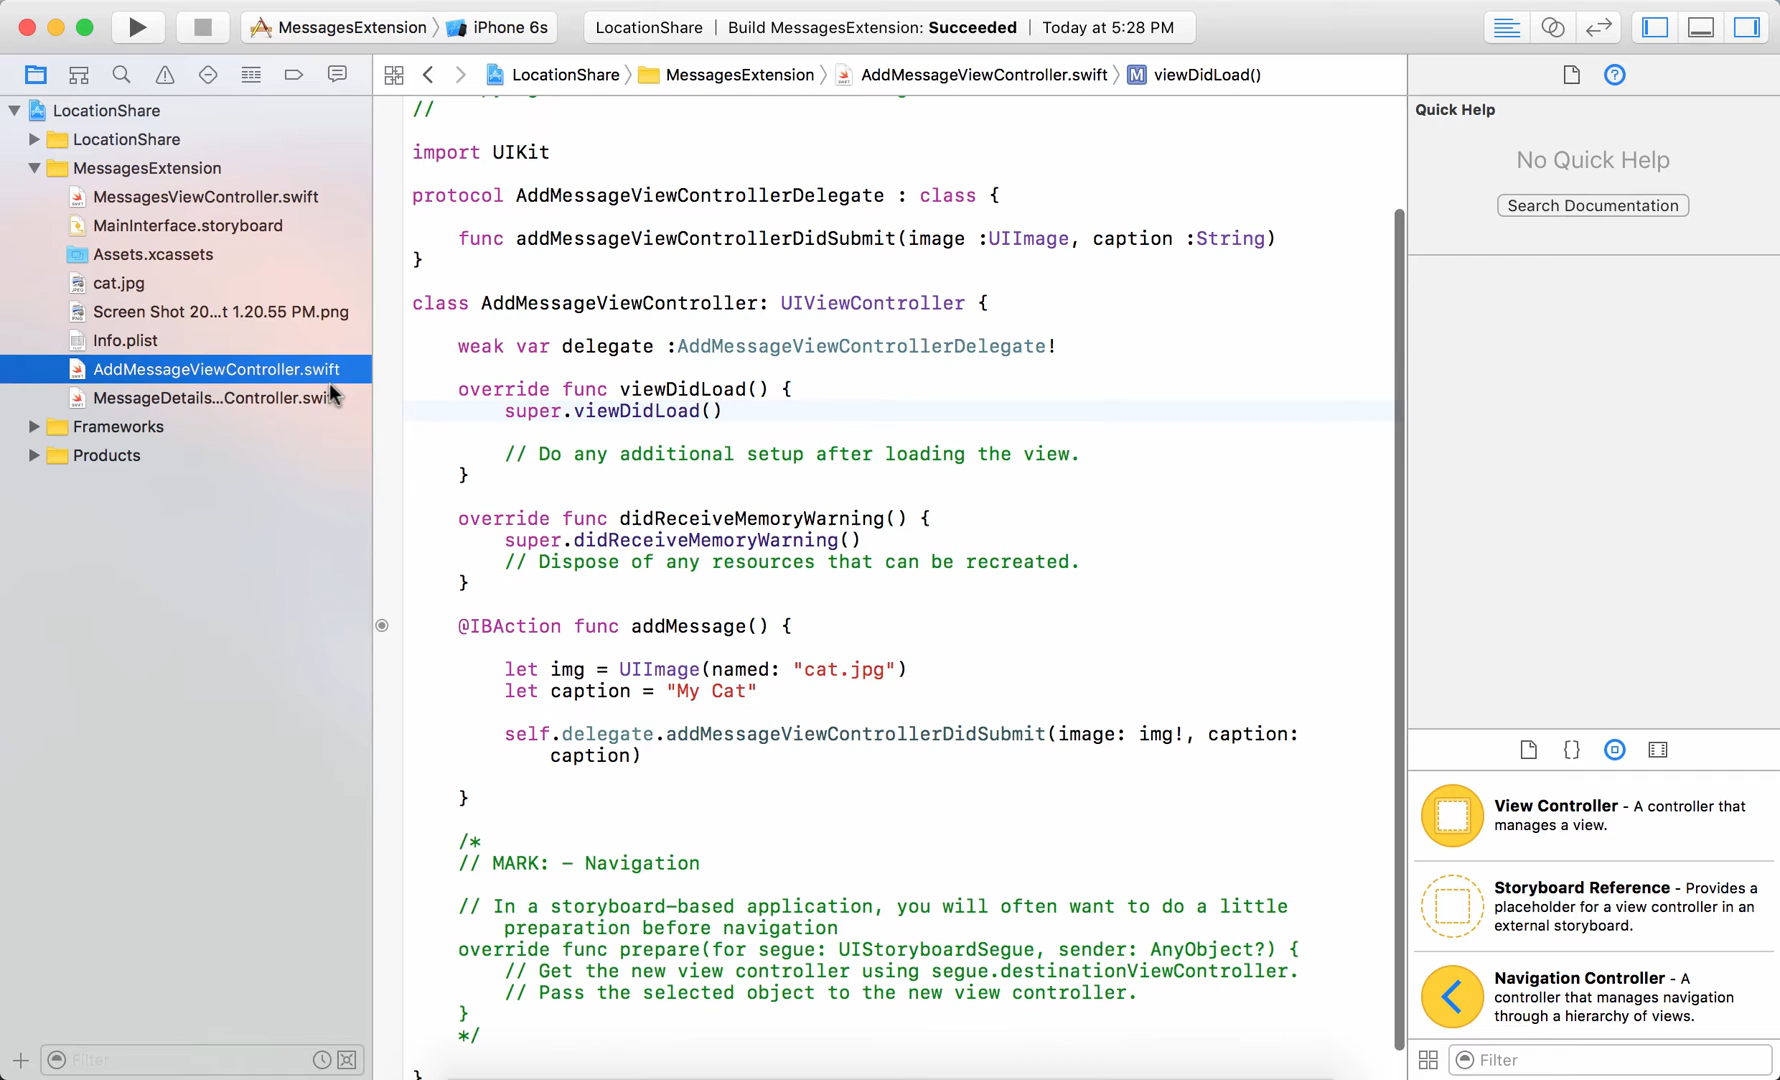 MessagesExtension
iPhone 6s
LocationShare
Build MessagesExtension: Succeeded
Today at 5:28 PM
LocationShare
MessagesExtension
AddMessageViewController.swift
M
viewDidLoad()
LocationShare
LocationShare
MessagesExtension
MessagesViewController.swift
MainInterface.storyboard
Assets.xcassets
cat.jpg
Screen Shot 20...t 1.20.55 PM.png
Info.plist
AddMessageViewController.swift
MessageDetails...Controller.swi
Frameworks
Products
Filter
//
import UIKit
protocol AddMessageViewControllerDelegate : class {
func addMessageViewControllerDidSubmit(image :UIImage, caption :String)
}
class AddMessageViewController: UIViewController {
weak var delegate :AddMessageViewControllerDelegate!
override func viewDidLoad() {
super.viewDidLoad()
// Do any additional setup after loading the view.
}
override func didReceiveMemoryWarning() {
super.didReceiveMemoryWarning()
// Dispose of any resources that can be recreated.
}
@IBAction func addMessage() {
let img = UIImage(named: "cat.jpg")
let caption = "My Cat"
self.delegate.addMessageViewControllerDidSubmit(image: img!, caption:
caption)
}
/*
// MARK: - Navigation
// In a storyboard-based application, you will often want to do a little
preparation before navigation
override func prepare(for segue: UIStoryboardSegue, sender: AnyObject?) {
// Get the new view controller using segue.destinationViewController.
// Pass the selected object to the new view controller.
}
*/
}
Quick Help
No Quick Help
Search Documentation
View Controller - A controller that
manages a view.
Storyboard Reference - Provides a
placeholder for a view controller in an
external storyboard.
Navigation Controller - A
controller that manages navigation
through a hierarchy of views.
Filter